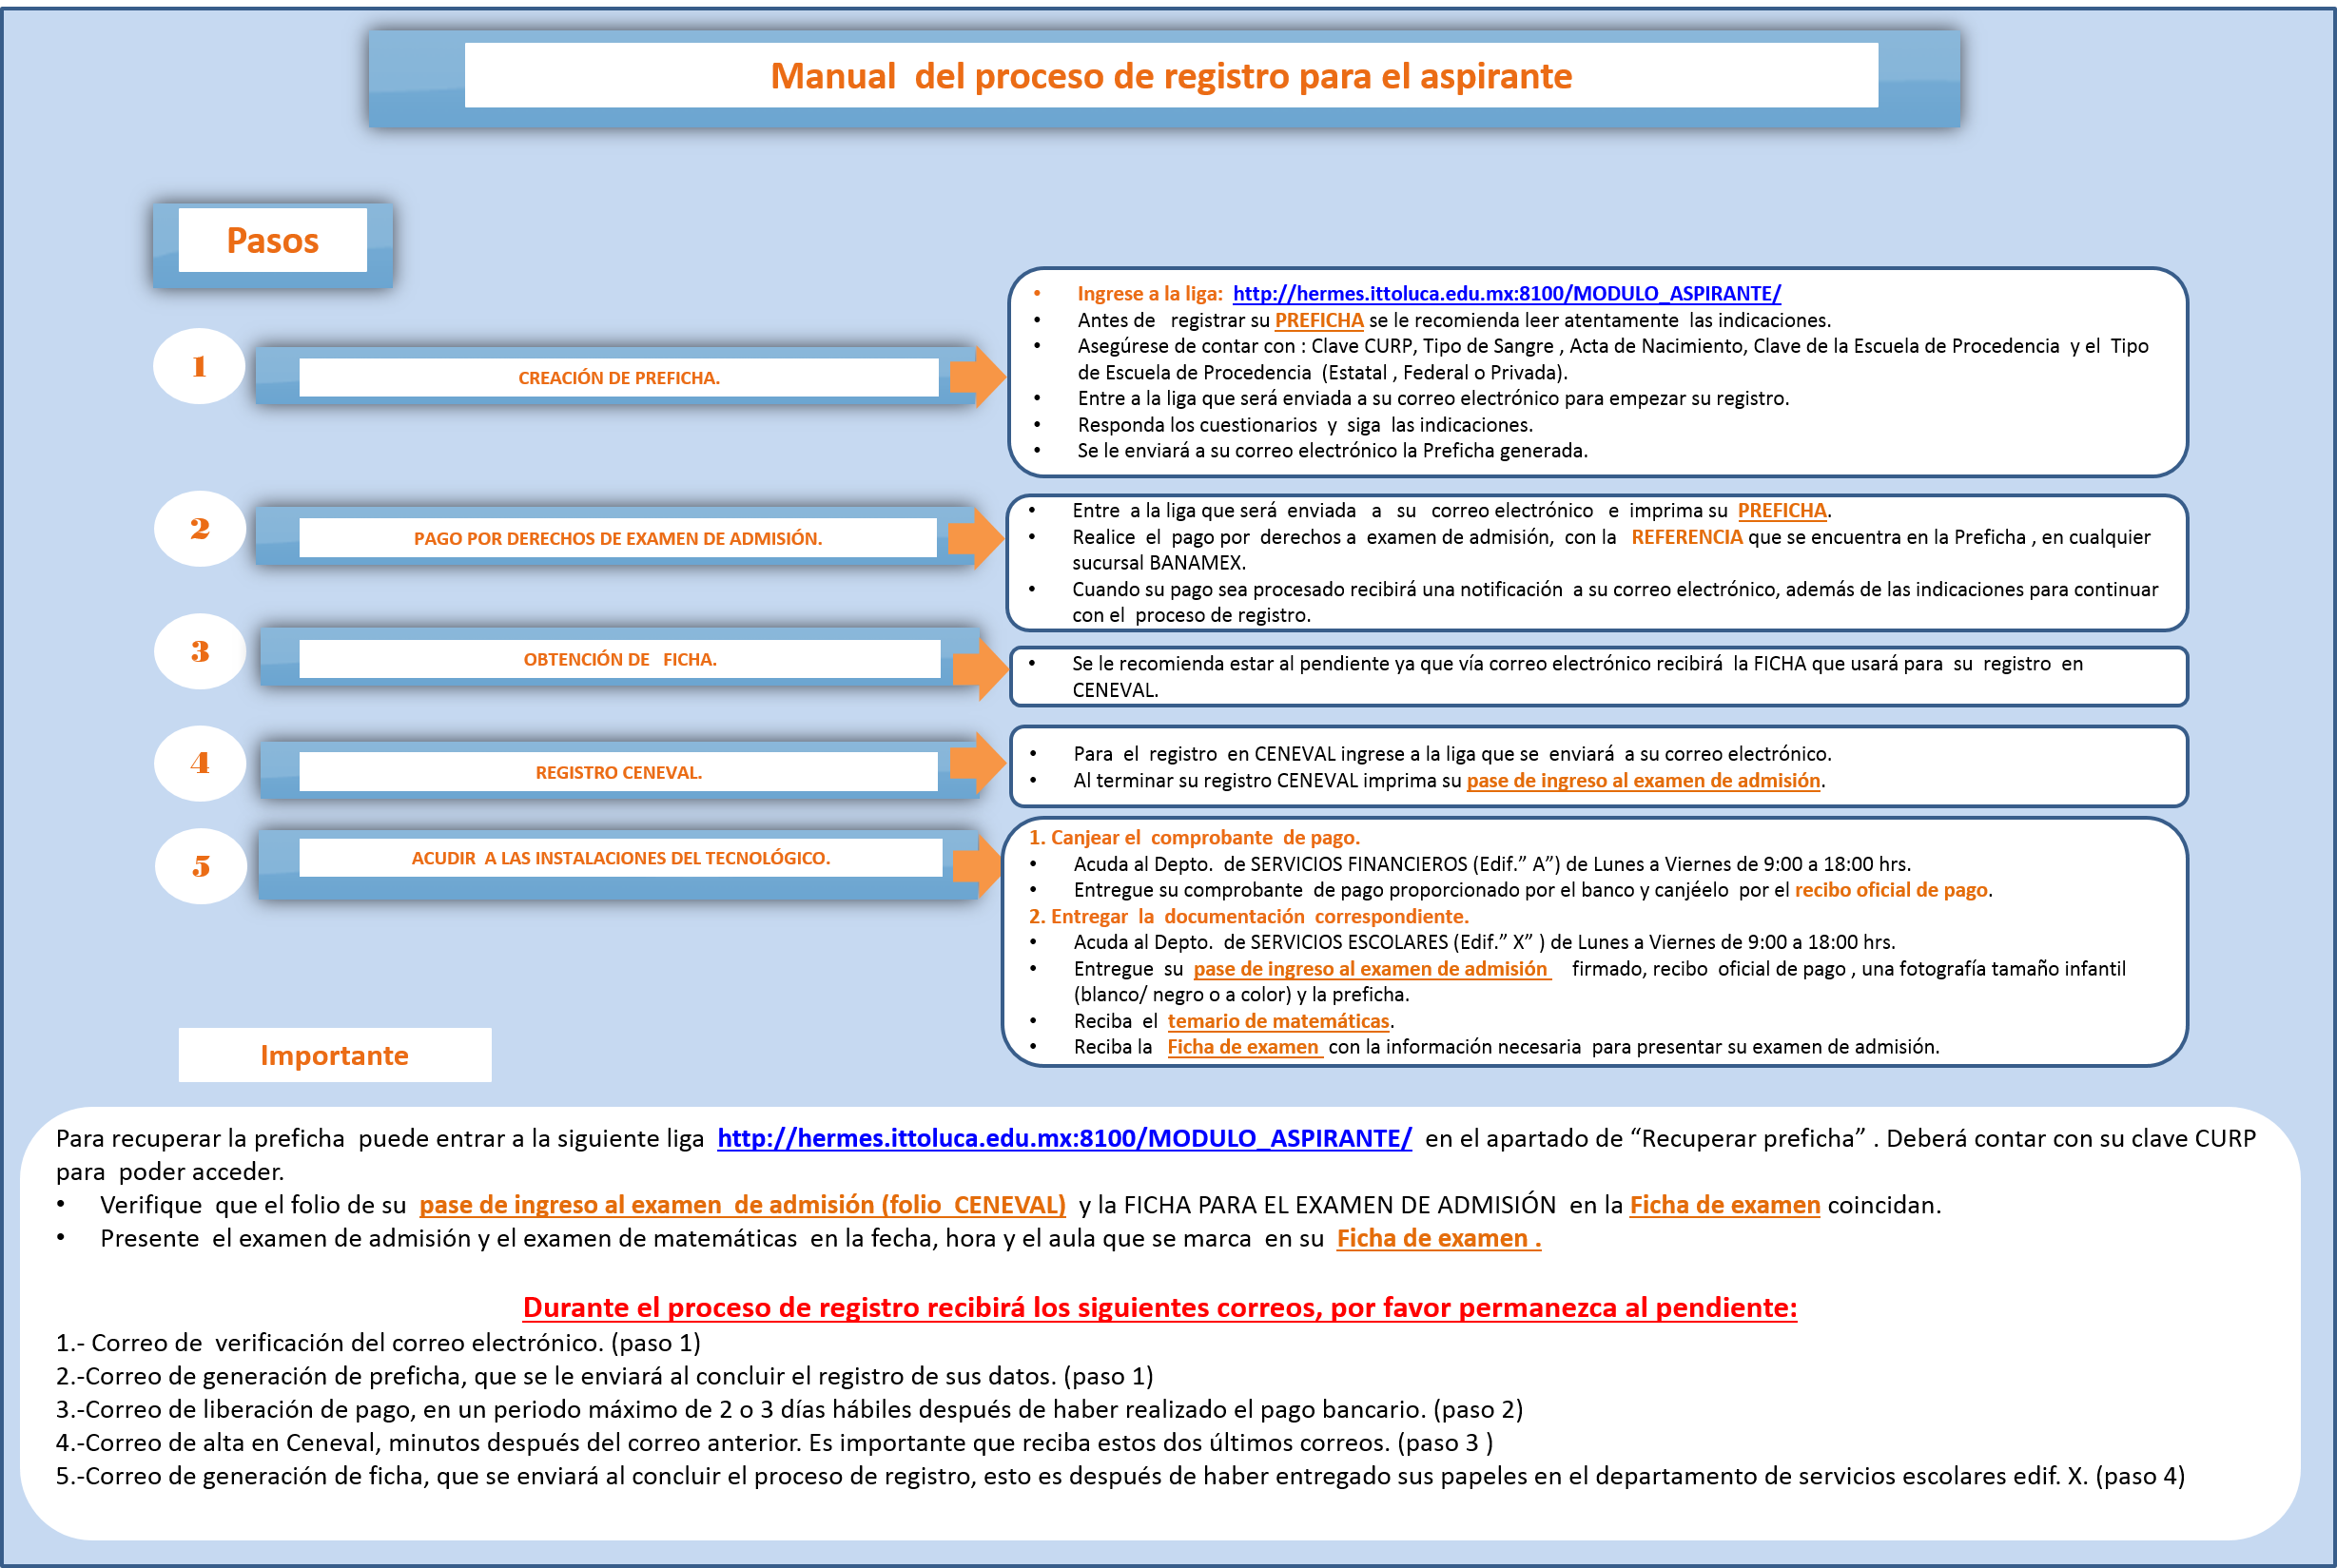 Manual del proceso de registro para el aspirante
Pasos
1
CREACIÓN DE PREFICHA.
• Ingrese a la liga: http://hermes.ittoluca.edu.mx:8100/MODULO_ASPIRANTE/
• Antes de registrar su PREFICHA se le recomienda leer atentamente las indicaciones.
• Asegúrese de contar con : Clave CURP, Tipo de Sangre , Acta de Nacimiento, Clave de la Escuela de Procedencia y el Tipo
de Escuela de Procedencia (Estatal , Federal o Privada).
• Entre a la liga que será enviada a su correo electrónico para empezar su registro.
• Responda los cuestionarios y siga las indicaciones.
• Se le enviará a su correo electrónico la Preficha generada.
2
PAGO POR DERECHOS DE EXAMEN DE ADMISIÓN.
• Entre a la liga que será enviada a su correo electrónico e imprima su PREFICHA.
• Realice el pago por derechos a examen de admisión, con la REFERENCIA que se encuentra en la Preficha , en cualquier
sucursal BANAMEX.
• Cuando su pago sea procesado recibirá una notificación a su correo electrónico, además de las indicaciones para continuar
con el proceso de registro.
3
OBTENCIÓN DE FICHA.
• Se le recomienda estar al pendiente ya que vía correo electrónico recibirá la FICHA que usará para su registro en
CENEVAL.
4
REGISTRO CENEVAL.
• Para el registro en CENEVAL ingrese a la liga que se enviará a su correo electrónico.
• Al terminar su registro CENEVAL imprima su pase de ingreso al examen de admisión.
5
ACUDIR A LAS INSTALACIONES DEL TECNOLÓGICO.
1. Canjear el comprobante de pago.
• Acuda al Depto. de SERVICIOS FINANCIEROS (Edif.” A”) de Lunes a Viernes de 9:00 a 18:00 hrs.
• Entregue su comprobante de pago proporcionado por el banco y canjéelo por el recibo oficial de pago.
2. Entregar la documentación correspondiente.
• Acuda al Depto. de SERVICIOS ESCOLARES (Edif.” X” ) de Lunes a Viernes de 9:00 a 18:00 hrs.
• Entregue su pase de ingreso al examen de admisión firmado, recibo oficial de pago , una fotografía tamaño infantil
(blanco/ negro o a color) y la preficha.
• Reciba el temario de matemáticas.
• Reciba la Ficha de examen con la información necesaria para presentar su examen de admisión.
Importante
Para recuperar la preficha puede entrar a la siguiente liga http://hermes.ittoluca.edu.mx:8100/MODULO_ASPIRANTE/ en el apartado de “Recuperar preficha” . Deberá contar con su clave CURP
para poder acceder.
• Verifique que el folio de su pase de ingreso al examen de admisión (folio CENEVAL) y la FICHA PARA EL EXAMEN DE ADMISIÓN en la Ficha de examen coincidan.
• Presente el examen de admisión y el examen de matemáticas en la fecha, hora y el aula que se marca en su Ficha de examen .
Durante el proceso de registro recibirá los siguientes correos, por favor permanezca al pendiente:
1.- Correo de verificación del correo electrónico. (paso 1)
2.-Correo de generación de preficha, que se le enviará al concluir el registro de sus datos. (paso 1)
3.-Correo de liberación de pago, en un periodo máximo de 2 o 3 días hábiles después de haber realizado el pago bancario. (paso 2)
4.-Correo de alta en Ceneval, minutos después del correo anterior. Es importante que reciba estos dos últimos correos. (paso 3 )
5.-Correo de generación de ficha, que se enviará al concluir el proceso de registro, esto es después de haber entregado sus papeles en el departamento de servicios escolares edif. X. (paso 4)